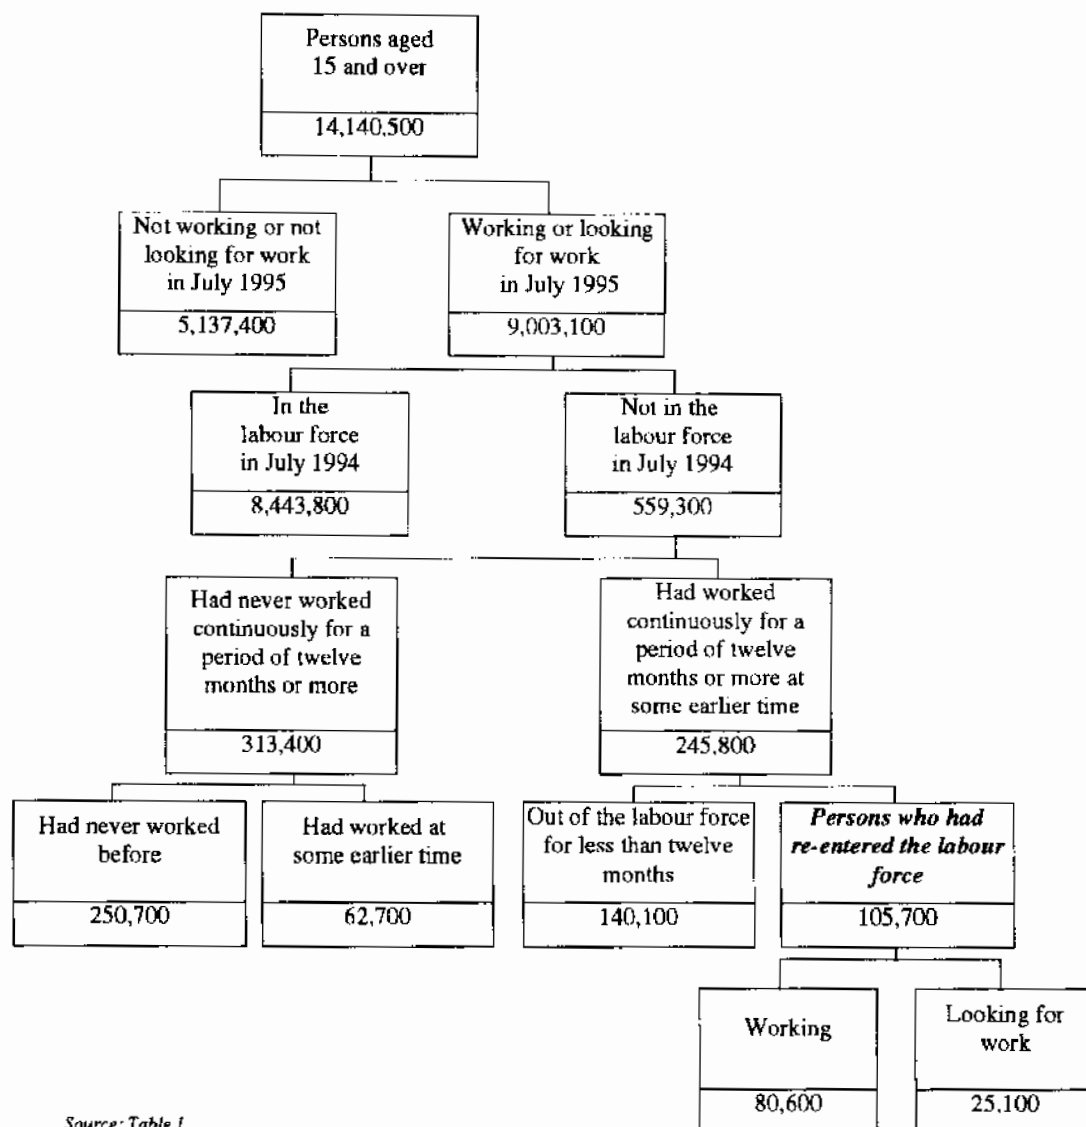 Persons aged
15 and over
14,140,500
Not working or not
looking for work
in July 1995
5,137,400
Working or looking
for work
in July 1995
9,003,100
In the
labour force
in July 1994
8,443,800
Not in the
labour force
in July 1994
559,300
Had never worked
continuously for a
period of twelve
months or more
313,400
Had worked
continuously for a
period of twelve
months or more at
some earlier time
245,800
Had never worked
before
250,700
Had worked at
some earlier time
62,700
Out of the labour force
for less than twelve
months
140,100
Persons who had
re-entered the labour
force
105,700
Working
80,600
Looking for
work
25,100
Source: Table 1